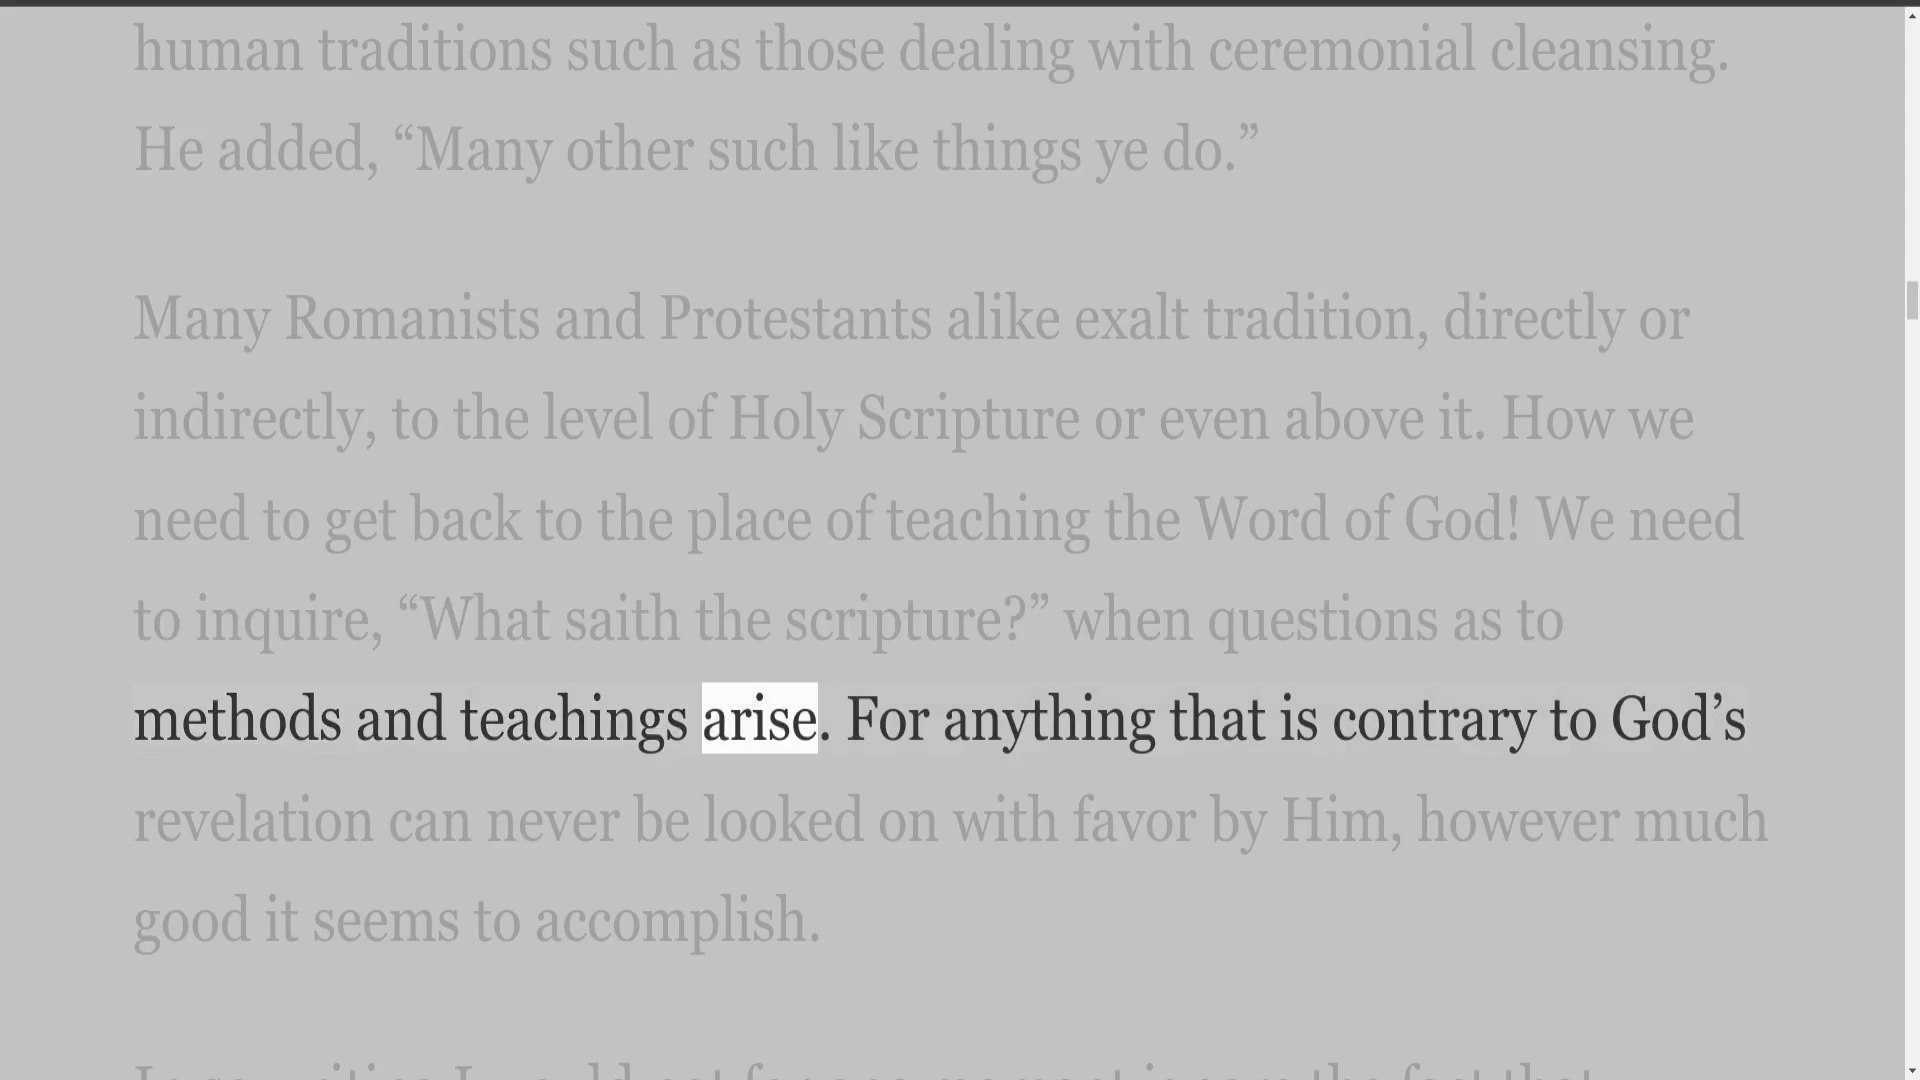 human traditions such as those dealing with ceremonial cleansing.
He added, “Many other such like things ye do.”
Many Romanists and Protestants alike exalt tradition, directly or
indirectly, to the level of Holy Scripture or even above it. How we
need to get back to the place of teaching the Word of God! We need
to inquire, “What saith the scripture?” when questions as to
methods and teachings arise. For anything that is contrary to God’s
revelation can never be looked on with favor by Him, however much
good it seems to accomplish.